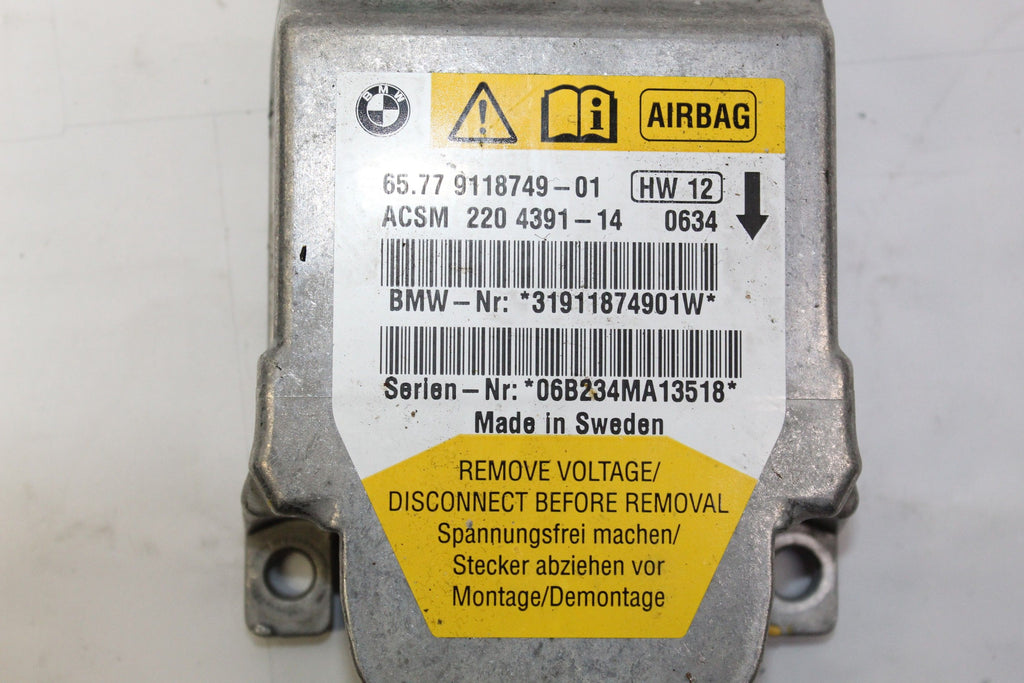 BMW
AIRBAG
65.77 9118749-01 HW 12
ACSM 220 4391-14 0634
BMW-Nr: *31911874901W*
Serien-Nr: *06B234MA13518*
Made in Sweden
REMOVE VOLTAGE/
DISCONNECT BEFORE REMOVAL
Spannungsfrei machen/
Stecker abziehen vor
Montage/Demontage